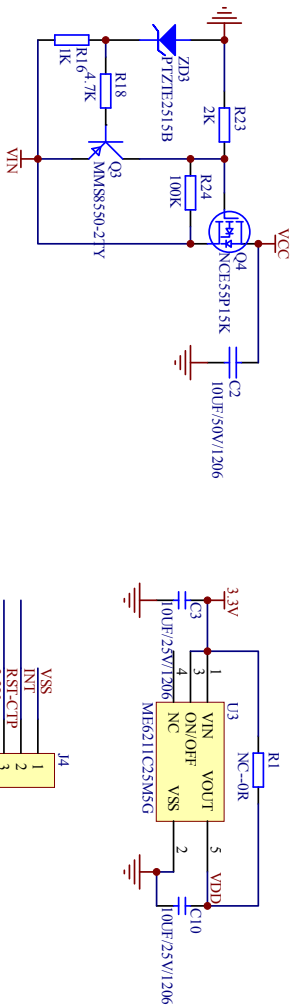 VCC
Q4
NCE55P15K
C2
10UF/50V/1206
R23
2K
R24
100K
ZD3
PTZTE2515B
R18
4.7K
Q3
MMS8550-2TY
R16
1K
VIN
3.3V
C3
10UF/25V/1206
R1
NC--0R
U3
1
VIN
3
ON/OFF
4
NC
VOUT
5
VSS
2
ME6211C25M5G
VDD
C10
10UF/25V/1206
J4
VSS
1
INT
2
RST-CTP
3